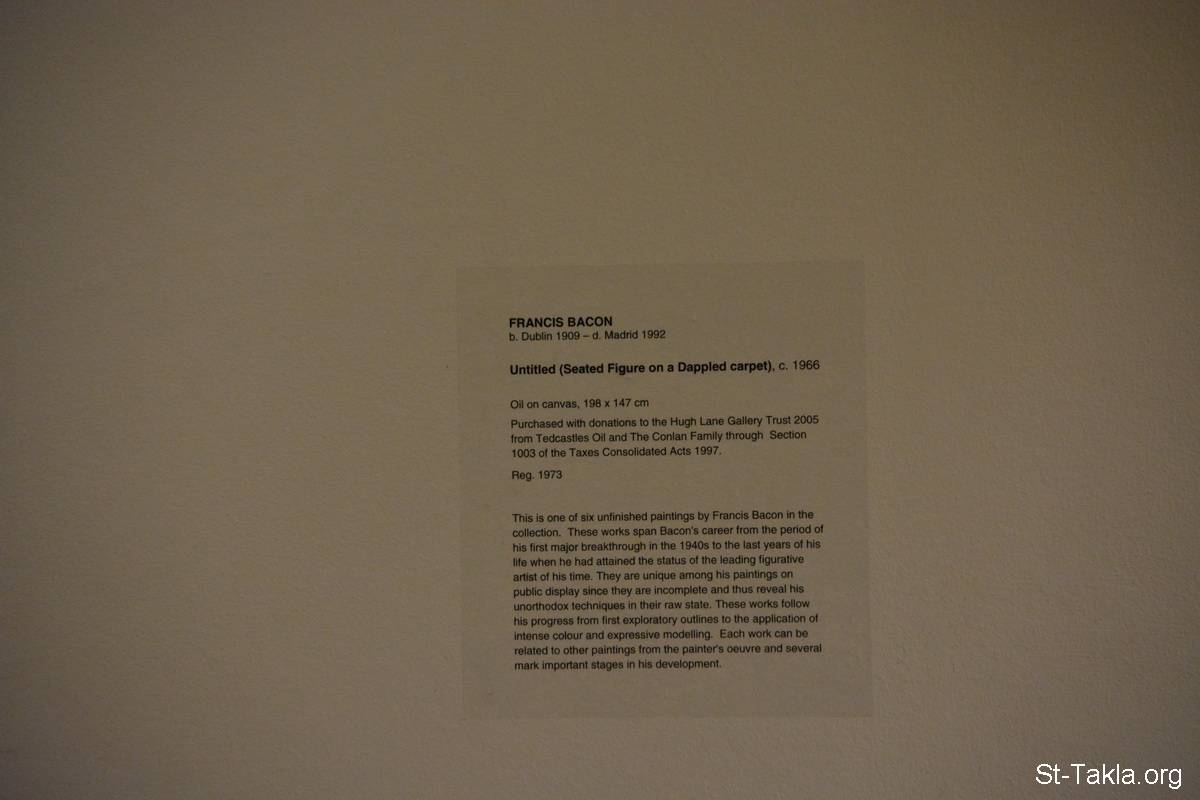 FRANCIS BACON
b. Dublin 1909 – d. Madrid 1992
Untitled (Seated Figure on a Dappled carpet), c. 1966
Oil on canvas, 198 x 147 cm
Purchased with donations to the Hugh Lane Gallery Trust 2005
from Tedcastles Oil and The Conlan Family through  Section
1003 of the Taxes Consolidated Acts 1997.
Reg. 1973
This is one of six unfinished paintings by Francis Bacon in the
collection.  These works span Bacon's career from the period of
his first major breakthrough in the 1940s to the last years of his
life when he had attained the status of the leading figurative
artist of his time. They are unique among his paintings on
public display since they are incomplete and thus reveal his
unorthodox techniques in their raw state. These works follow
his progress from first exploratory outlines to the application of
intense colour and expressive modelling.  Each work can be
related to other paintings from the painter's oeuvre and several
mark important stages in his development.
St-Takla.org